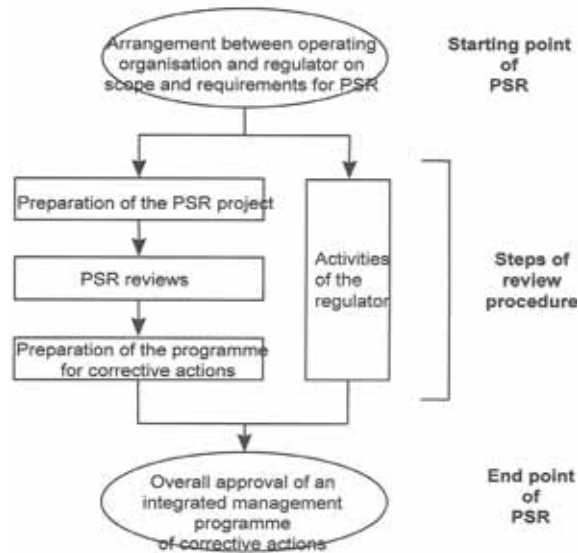 Arrangement between operating
organisation and regulator on
scope and requirements for PSR
Starting point
of
PSR
Preparation of the PSR project
PSR reviews
Preparation of the programme
for corrective actions
Activities
of the
regulator
Steps of
review
procedure
Overall approval of an
integrated management
programme
of corrective actions
End point
of
PSR